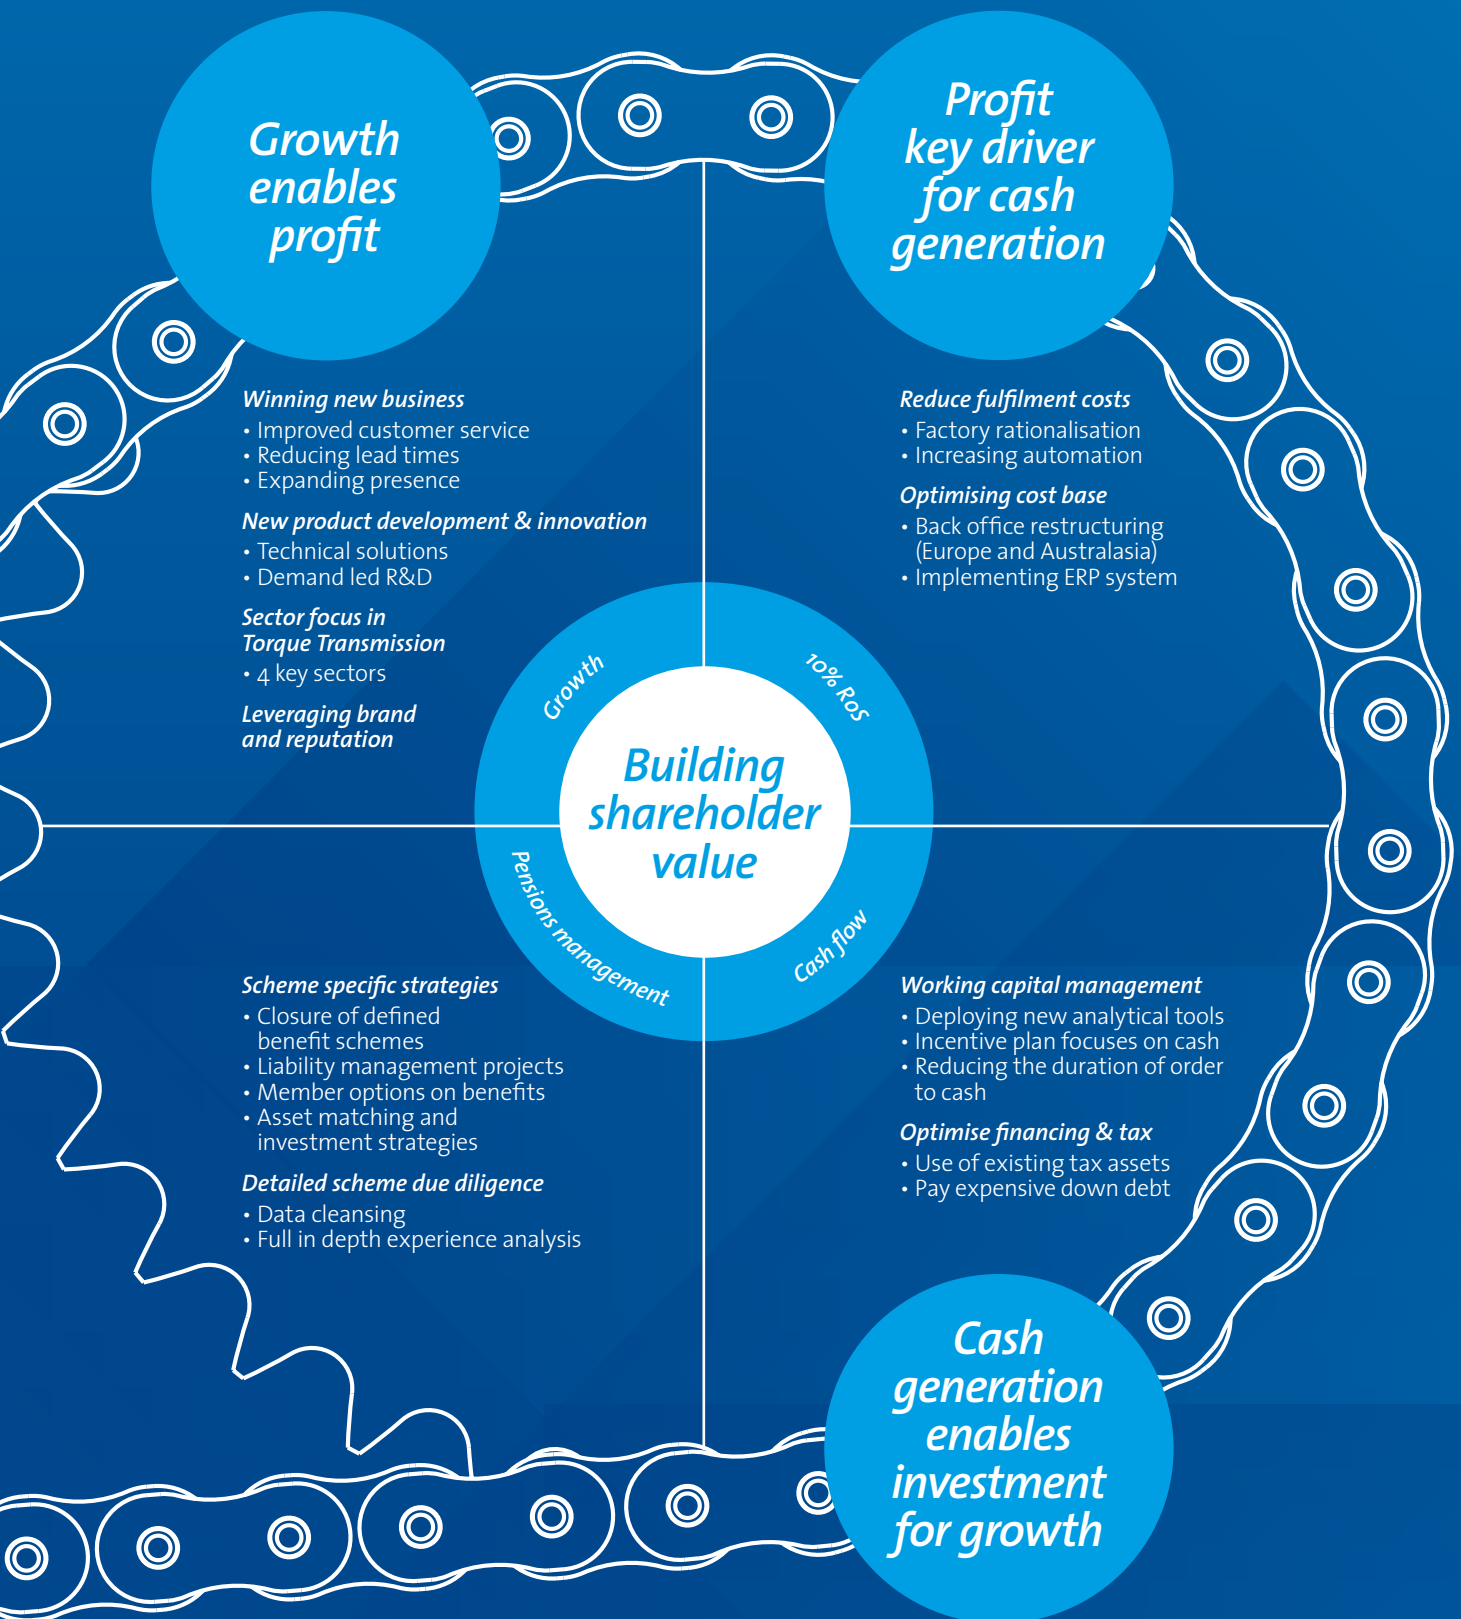 Growth
enables
profit
Profit
key driver
for cash
generation
Winning new business
• Improved customer service
• Reducing lead times
• Expanding presence
New product development & innovation
• Technical solutions
• Demand led R&D
Sector focus in
Torque Transmission
• 4 key sectors
Leveraging brand
and reputation
Reduce fulfilment costs
• Factory rationalisation
• Increasing automation
Optimising cost base
• Back office restructuring
(Europe and Australasia)
• Implementing ERP system
Growth
10% RoS
Building
shareholder
value
Pensions management
Cash flow
Scheme specific strategies
• Closure of defined
benefit schemes
• Liability management projects
• Member options on benefits
• Asset matching and
investment strategies
Detailed scheme due diligence
• Data cleansing
• Full in depth experience analysis
Working capital management
• Deploying new analytical tools
• Incentive plan focuses on cash
• Reducing the duration of order
to cash
Optimise financing & tax
• Use of existing tax assets
• Pay expensive down debt
Cash
generation
enables
investment
for growth